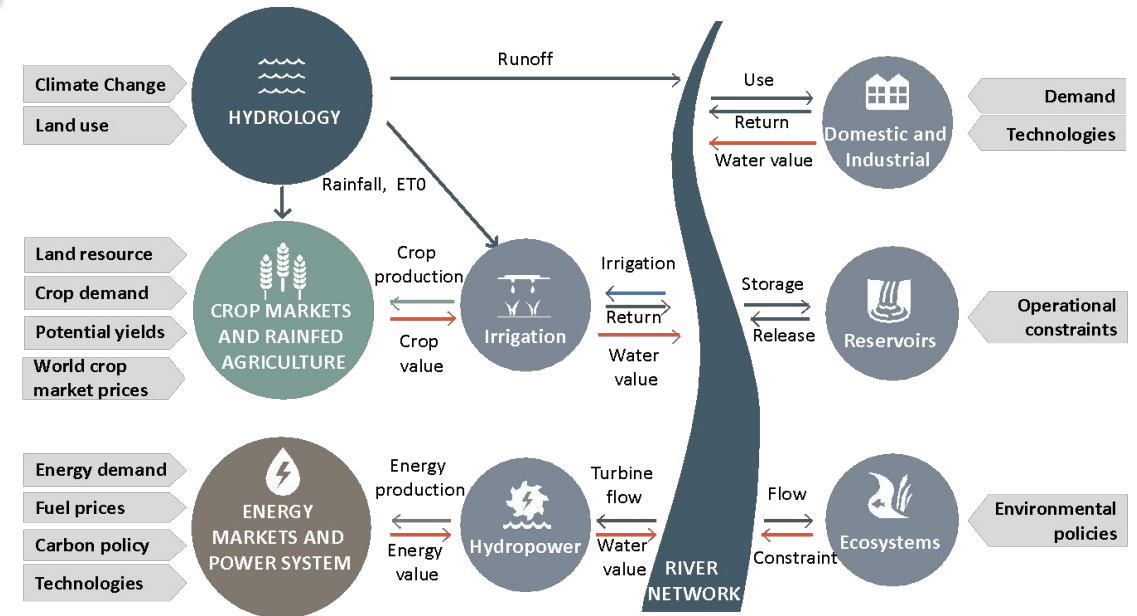 Climate Change
Land use
HYDROLOGY
Runoff
Rainfall, ET0
Use
Return
Water value
Domestic and
Industrial
Demand
Technologies
Land resource
Crop demand
Potential yields
World crop
market prices
CROP MARKETS
AND RAINFED
AGRICULTURE
Crop
production
Crop
value
Irrigation
Irrigation
Return
Water
value
Storage
Release
Reservoirs
Operational
constraints
Energy demand
Fuel prices
Carbon policy
Technologies
ENERGY
MARKETS AND
POWER SYSTEM
Energy
production
Energy
value
Hydropower
Turbine
flow
Water
value
RIVER
NETWORK
Flow
Constraint
Ecosystems
Environmental
policies